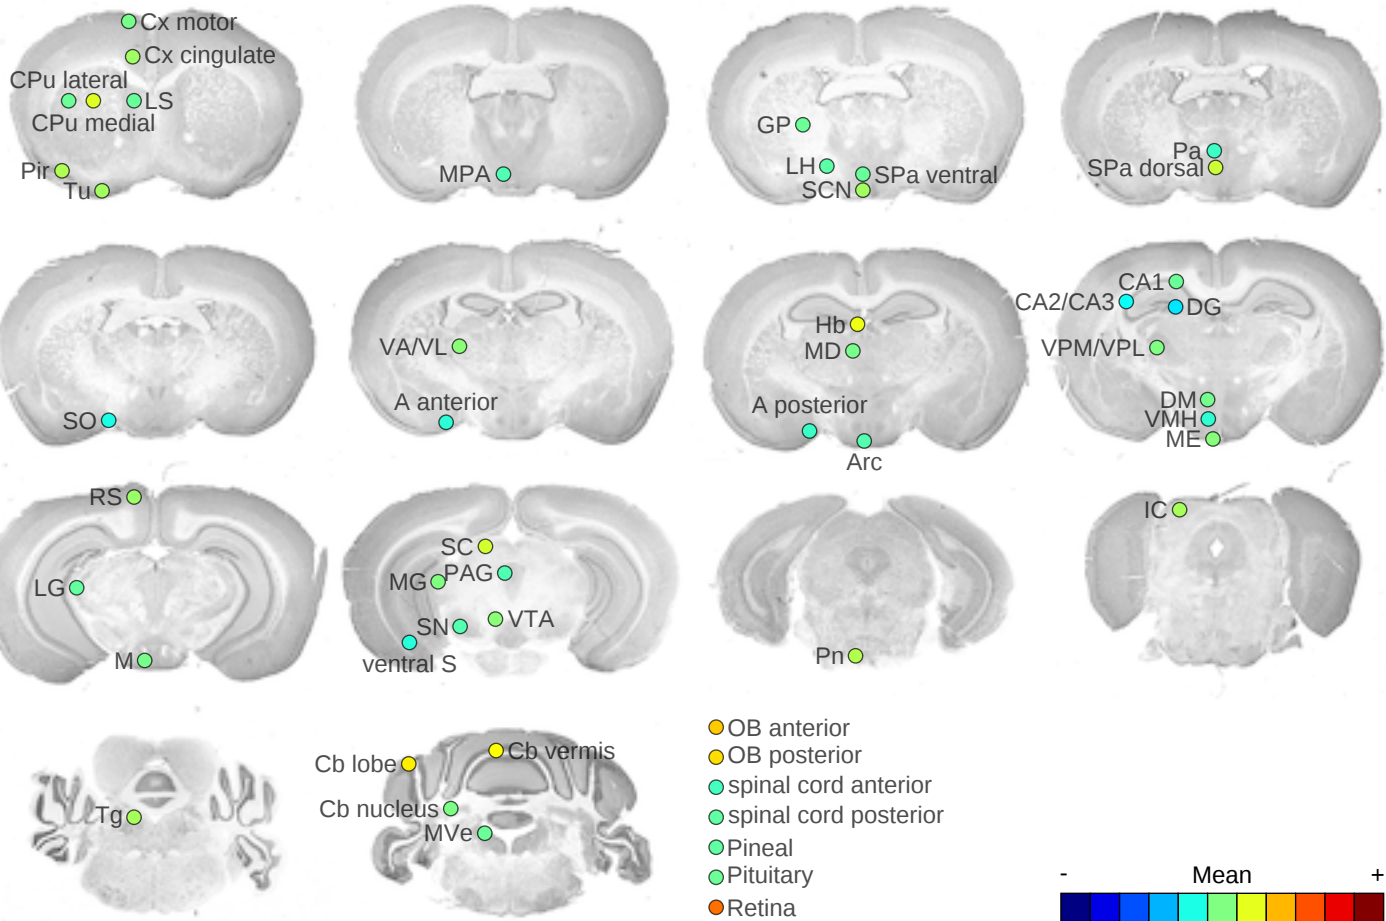 Cx motor
Cx cingulate
CPu lateral
LS
CPu medial
Pir
Tu
MPA
GP
LH
SPa ventral
SCN
Pa
SPa dorsal
SO
VA/VL
A anterior
Hb
MD
A posterior
Arc
CA1
CA2/CA3
DG
VPM/VPL
DM
VMH
ME
RS
LG
M
SC
MG
PAG
SN
VTA
ventral S
Pn
IC
Tg
Cb lobe
Cb vermis
Cb nucleus
MVe
OB anterior
OB posterior
spinal cord anterior
spinal cord posterior
Pineal
Pituitary
Retina
- Mean +